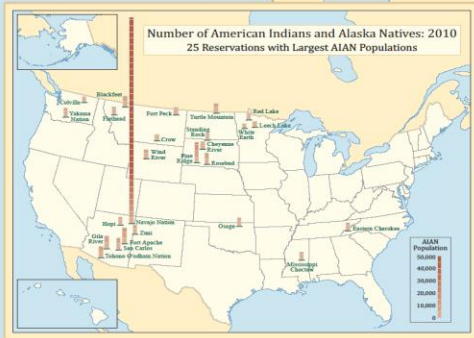 Number of American Indians and Alaska Natives: 2010
25 Reservations with Largest AIAN Populations
Blackfeet
Colville
Yakama
Nation
Flathead
Fort Peck
Turtle Mountain
Red Lake
Leech Lake
White
Earth
Crow
Standing
Rock
Cheyenne
River
Wind
River
Pine
Ridge
Rosebud
Hopi
Navajo Nation
Zuni
Gila
River
Fort Apache
San Carlos
Tohono O'odham Nation
Osage
Eastern Cherokee
Mississippi
Choctaw
AIAN
Population
50,000
40,000
30,000
20,000
10,000
0